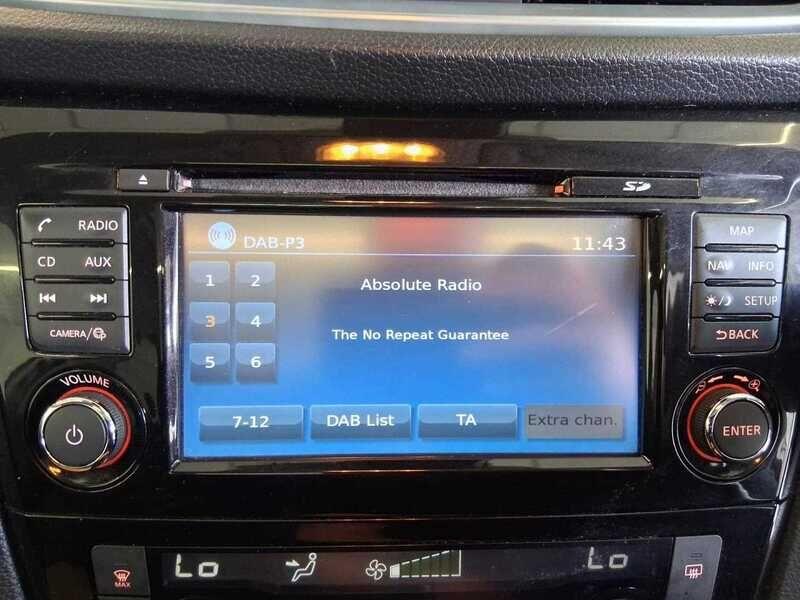 SD
RADIO
CD AUX
CAMERA/
VOLUME
DAB-P3 11:43
1 2
Absolute Radio
3 4
The No Repeat Guarantee
5 6
7-12 DAB List TA Extra chan.
MAP
NAV INFO
SETUP
BACK
ENTER
MAX
Lo Lo